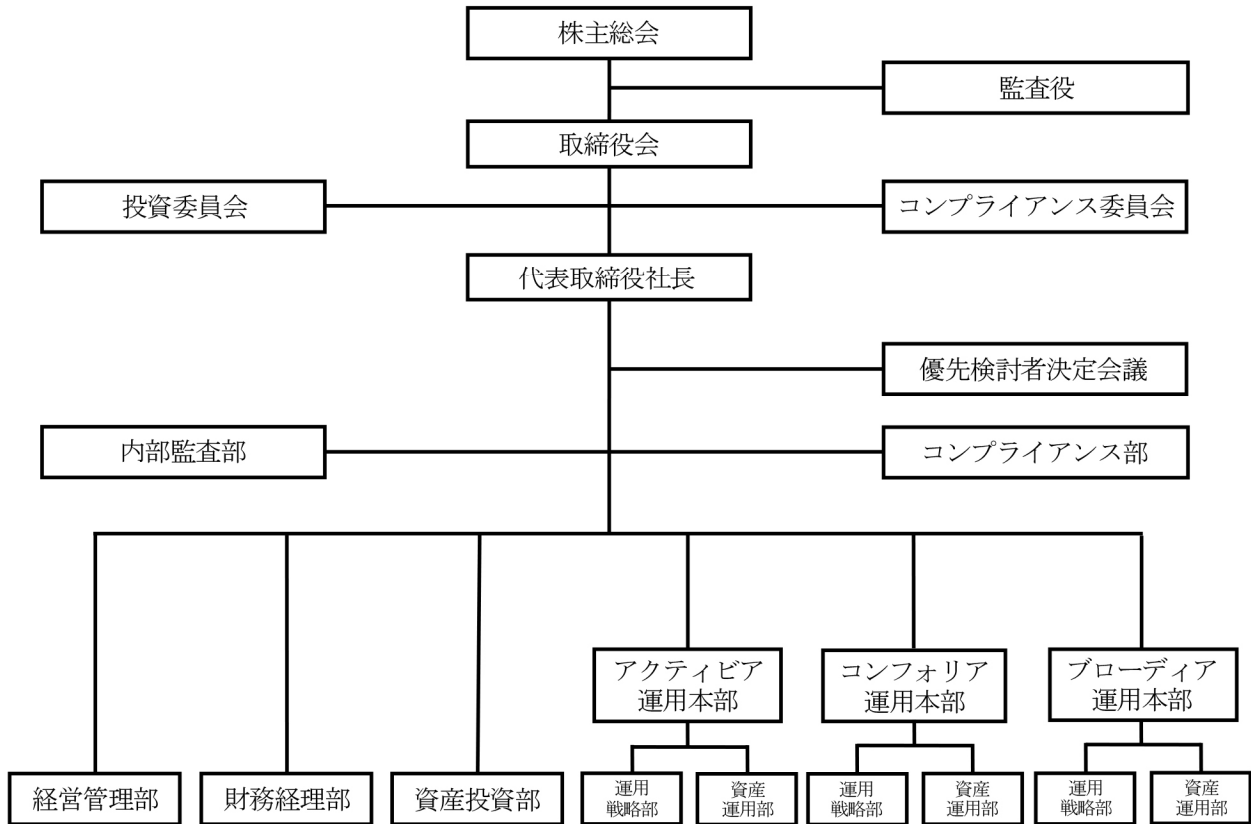 株主総会
監査役
取締役会
投資委員会
コンプライアンス委員会
代表取締役社長
優先検討者決定会議
内部監査部
コンプライアンス部
アクティビア
運用本部
コンフォリア
運用本部
ブローディア
運用本部
経営管理部
財務経理部
資産投資部
運用
戦略部
資産
運用部
運用
戦略部
資産
運用部
運用
戦略部
資産
運用部